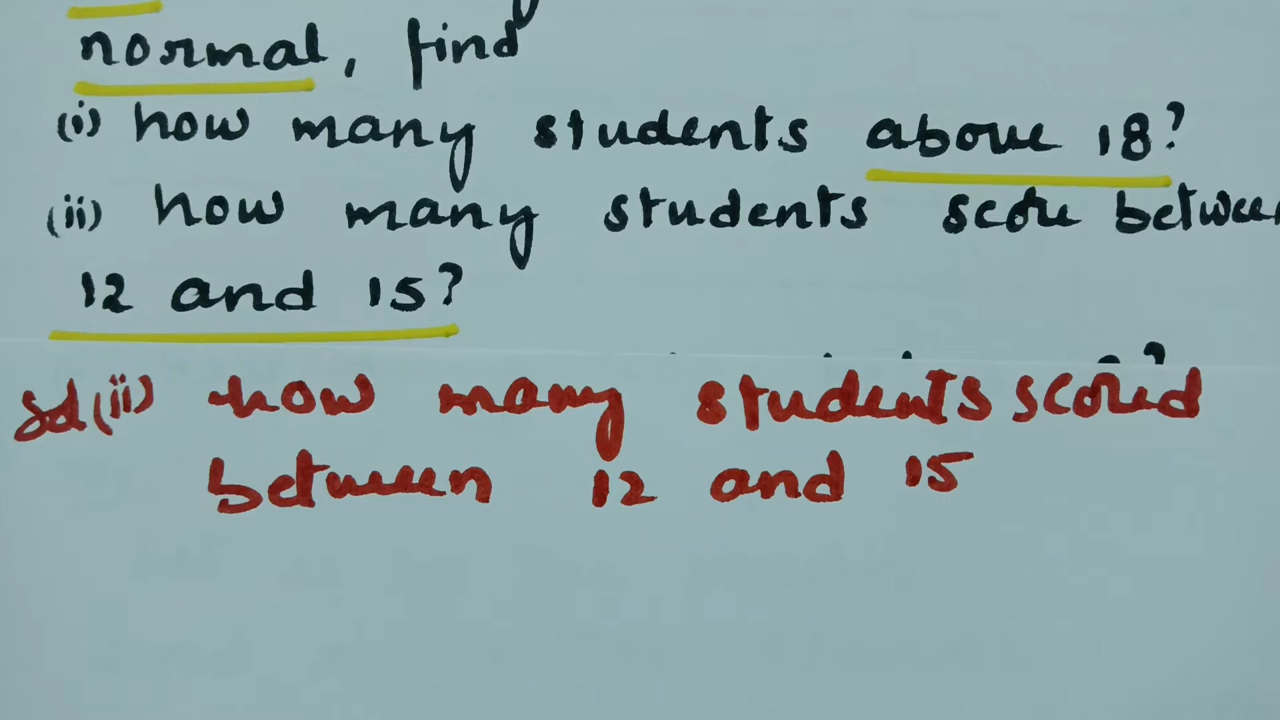 normal, find
(i) how many students above 18?
(ii) how many students score between
12 and 15?
Sol(ii) how many students scored
between 12 and 15